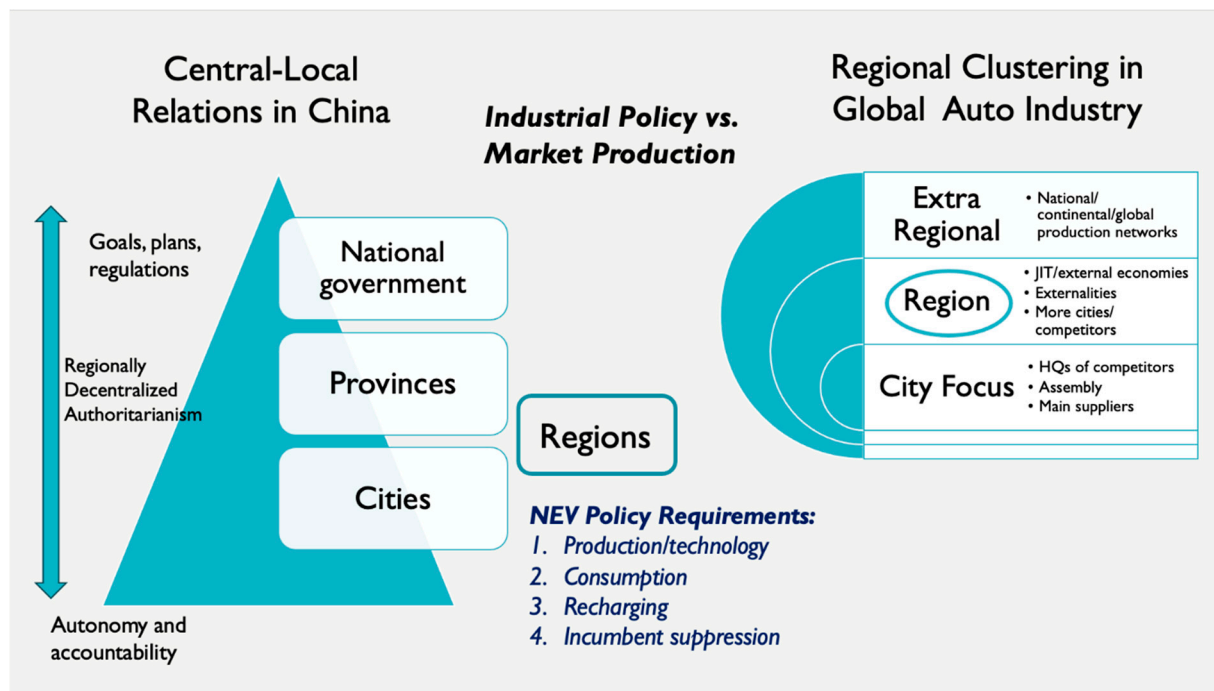 Central-Local
Relations in China
Industrial Policy vs.
Market Production
Regional Clustering in
Global Auto Industry
Goals, plans,
regulations
Regionally
Decentralized
Authoritarianism
Autonomy and
accountability
National
government
Provinces
Cities
Regions
NEV Policy Requirements:
1. Production/technology
2. Consumption
3. Recharging
4. Incumbent suppression
Extra
Regional
• National/
continental/global
production networks
Region
• JIT/external economies
• Externalities
• More cities/
competitors
City Focus
• HQs of competitors
• Assembly
• Main suppliers